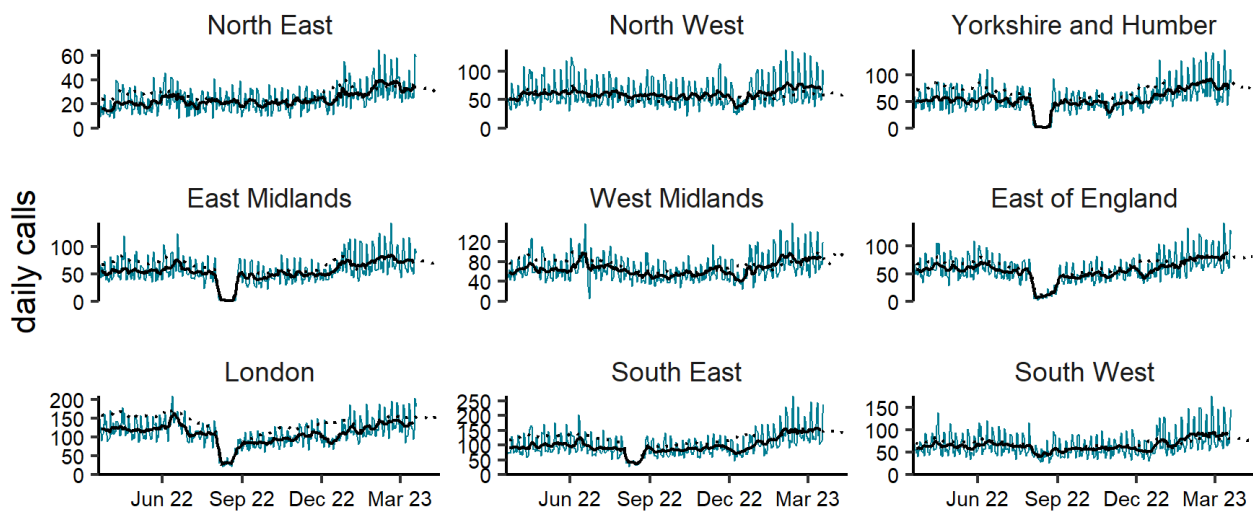 North East
North West
Yorkshire and Humber
60
40
20
0
100
50
0
100
50
0
daily calls
East Midlands
West Midlands
East of England
100
50
0
120
80
40
0
100
50
0
London
South East
South West
200
150
100
50
0
250
200
150
100
50
0
150
100
50
0
Jun 22 Sep 22 Dec 22 Mar 23
Jun 22 Sep 22 Dec 22 Mar 23
Jun 22 Sep 22 Dec 22 Mar 23